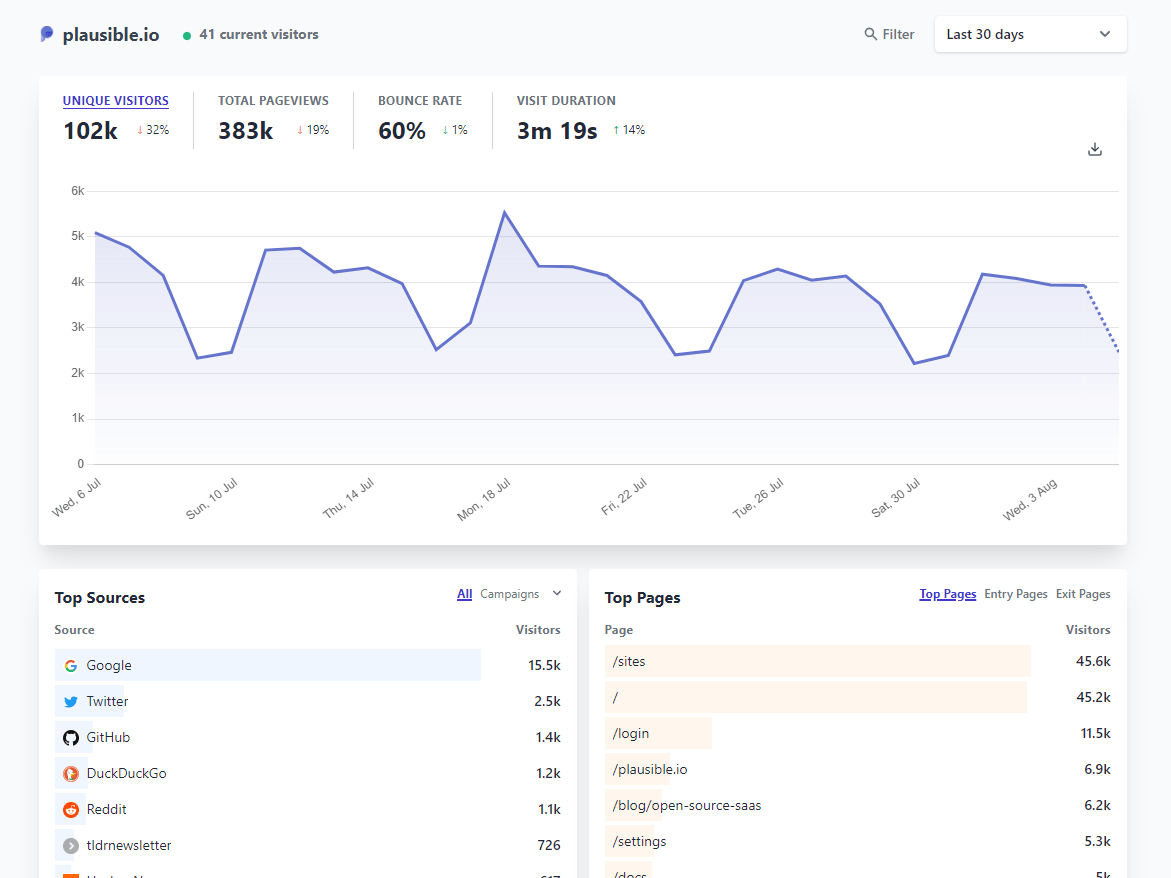 plausible.io 41 current visitors Filter Last 30 days
UNIQUE VISITORS TOTAL PAGEVIEWS BOUNCE RATE VISIT DURATION
102k ↓ 32% 383k ↓ 19% 60% ↓ 1% 3m 19s ↑ 14%
6k
5k
4k
3k
2k
1k
0
Wed, 6 Jul Sun, 10 Jul Thu, 14 Jul Mon, 18 Jul Fri, 22 Jul Tue, 26 Jul Sat, 30 Jul Wed, 3 Aug
Top Sources All Campaigns
Source Visitors
Google 15.5k
Twitter 2.5k
GitHub 1.4k
DuckDuckGo 1.2k
Reddit 1.1k
tldrnewsletter 726
Top Pages Top Pages Entry Pages Exit Pages
Page Visitors
/sites 45.6k
/ 45.2k
/login 11.5k
/plausible.io 6.9k
/blog/open-source-saas 6.2k
/settings 5.3k
/docs 5k